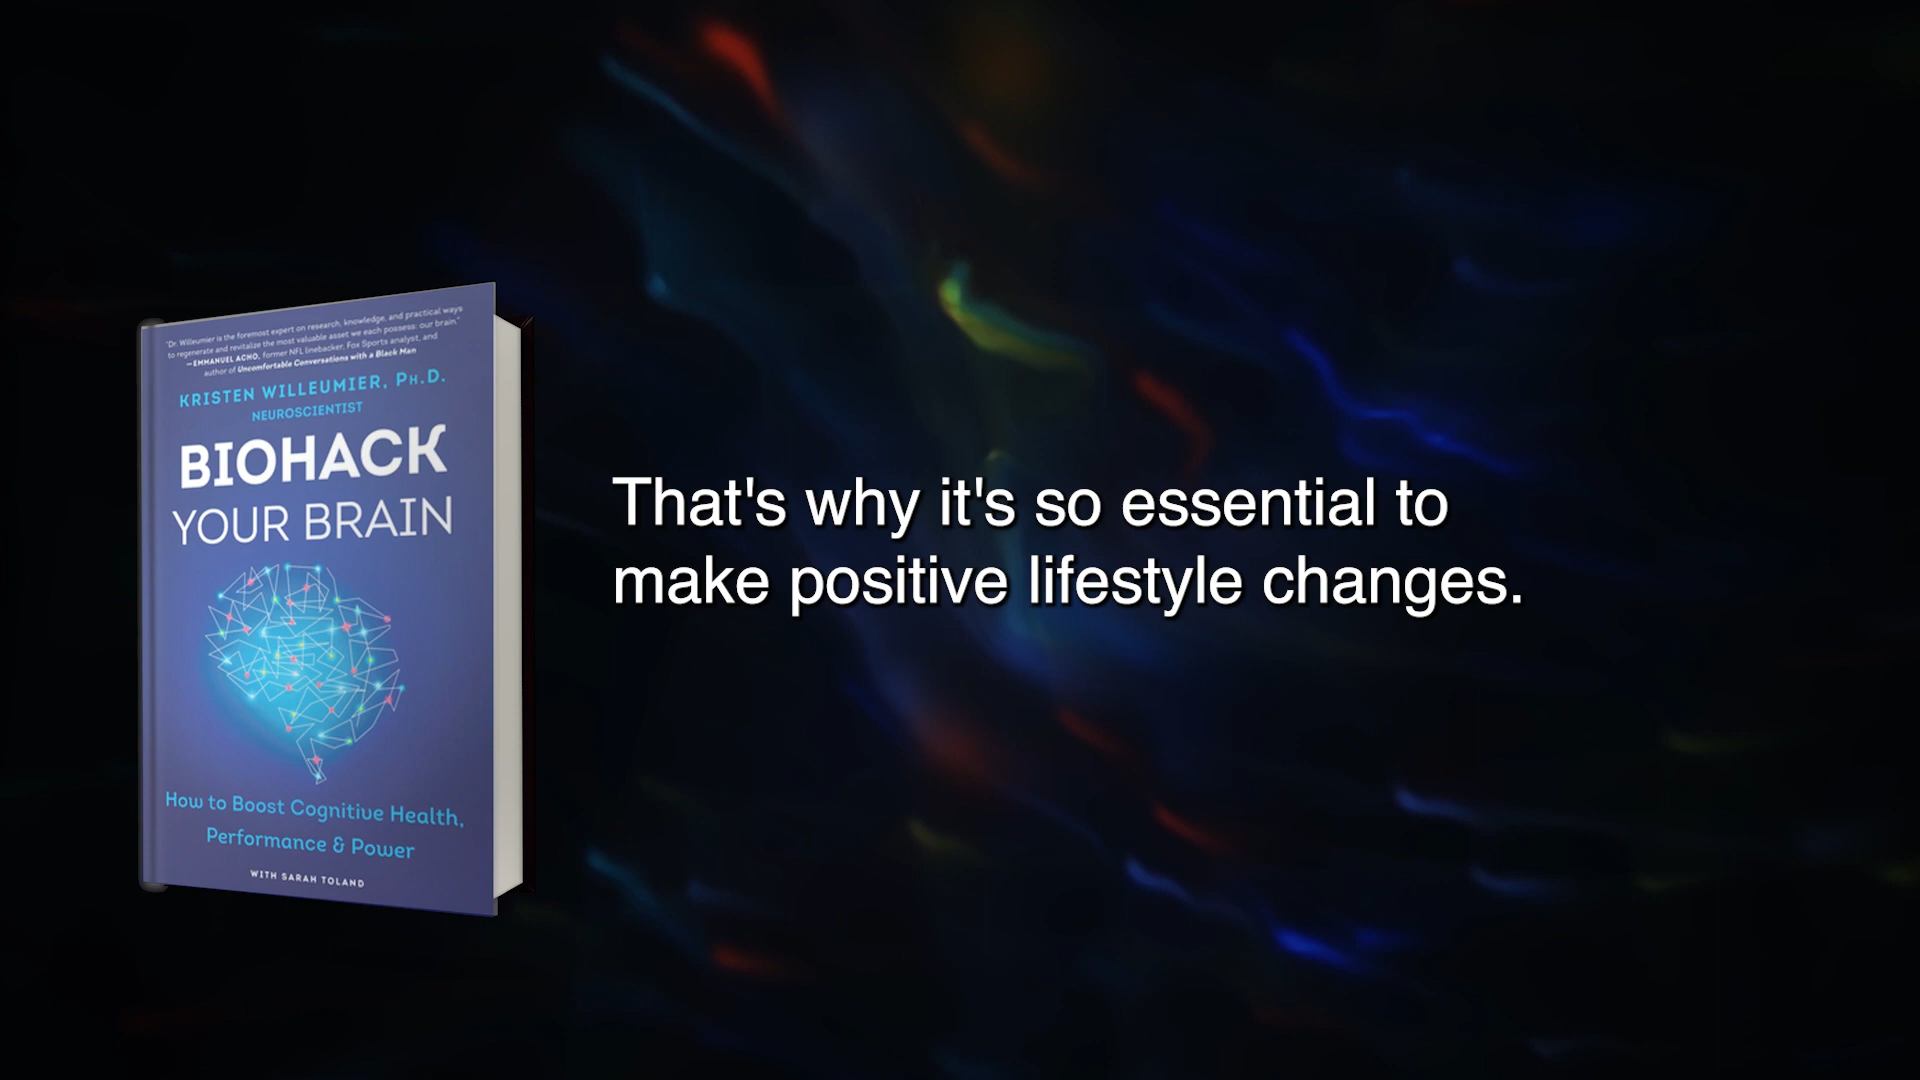 "Dr. Willeumier is the foremost expert on research, knowledge, and practical ways
to regenerate and revitalize the most valuable asset we each possess: our brain."
—EMMANUEL ACHO, former NFL linebacker, Fox Sports analyst, and
author of Uncomfortable Conversations with a Black Man
KRISTEN WILLEUMIER, PH.D.
NEUROSCIENTIST
BIOHACK
YOUR BRAIN
How to Boost Cognitive Health,
Performance & Power
WITH SARAH TOLAND
That's why it's so essential to
make positive lifestyle changes.